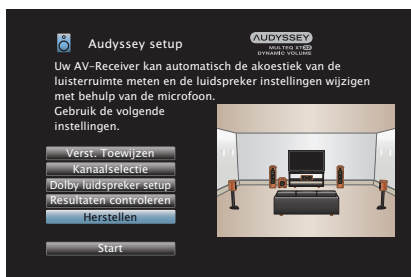 Audyssey setup
AUDYSSEY
MULTEQ XT32
DYNAMIC VOLUME
Uw AV-Receiver kan automatisch de akoestiek van de
luisterruimte meten en de luidspreker instellingen wijzigen
met behulp van de microfoon.
Gebruik de volgende
instellingen.
Verst. Toewijzen
Kanaalselectie
Dolby luidspreker setup
Resultaten controleren
Herstellen
Start